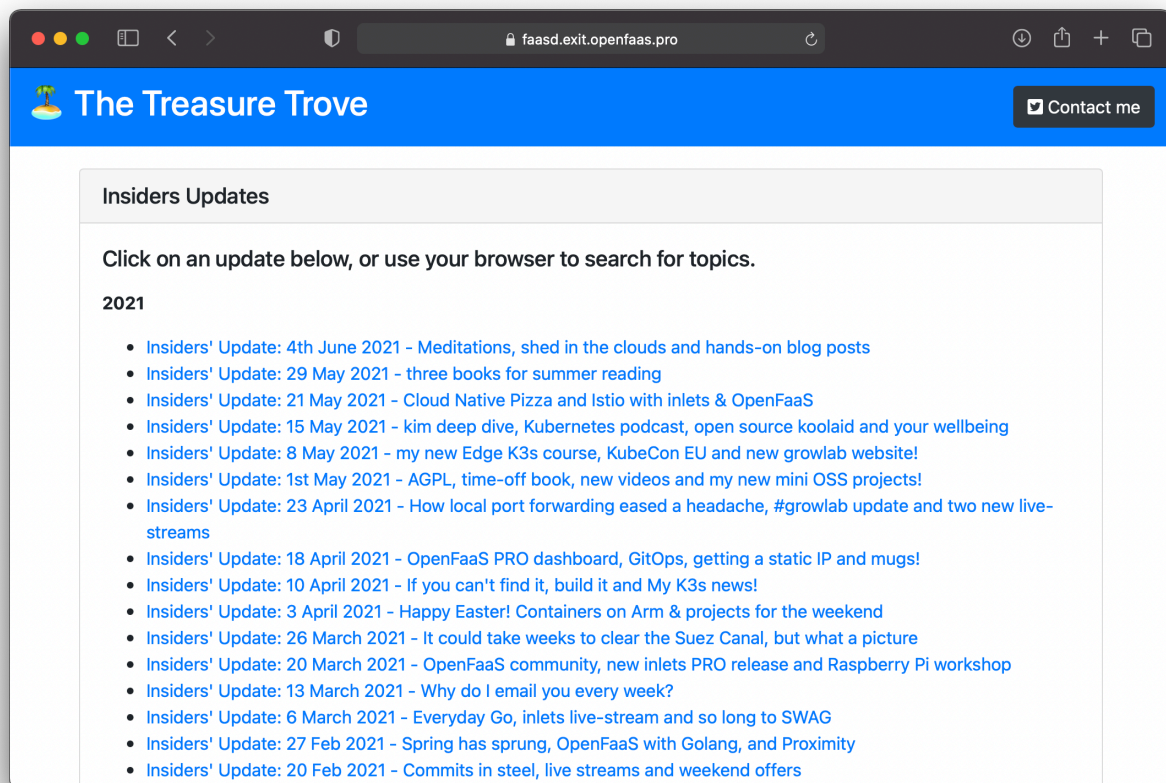 faasd.exit.openfaas.pro
The Treasure Trove
Contact me
Insiders Updates
Click on an update below, or use your browser to search for topics.
2021
Insiders' Update: 4th June 2021 - Meditations, shed in the clouds and hands-on blog posts
Insiders' Update: 29 May 2021 - three books for summer reading
Insiders' Update: 21 May 2021 - Cloud Native Pizza and Istio with inlets & OpenFaaS
Insiders' Update: 15 May 2021 - kim deep dive, Kubernetes podcast, open source koolaid and your wellbeing
Insiders' Update: 8 May 2021 - my new Edge K3s course, KubeCon EU and new growlab website!
Insiders' Update: 1st May 2021 - AGPL, time-off book, new videos and my new mini OSS projects!
Insiders' Update: 23 April 2021 - How local port forwarding eased a headache, #growlab update and two new live-
streams
Insiders' Update: 18 April 2021 - OpenFaaS PRO dashboard, GitOps, getting a static IP and mugs!
Insiders' Update: 10 April 2021 - If you can't find it, build it and My K3s news!
Insiders' Update: 3 April 2021 - Happy Easter! Containers on Arm & projects for the weekend
Insiders' Update: 26 March 2021 - It could take weeks to clear the Suez Canal, but what a picture
Insiders' Update: 20 March 2021 - OpenFaaS community, new inlets PRO release and Raspberry Pi workshop
Insiders' Update: 13 March 2021 - Why do I email you every week?
Insiders' Update: 6 March 2021 - Everyday Go, inlets live-stream and so long to SWAG
Insiders' Update: 27 Feb 2021 - Spring has sprung, OpenFaaS with Golang, and Proximity
Insiders' Update: 20 Feb 2021 - Commits in steel, live streams and weekend offers